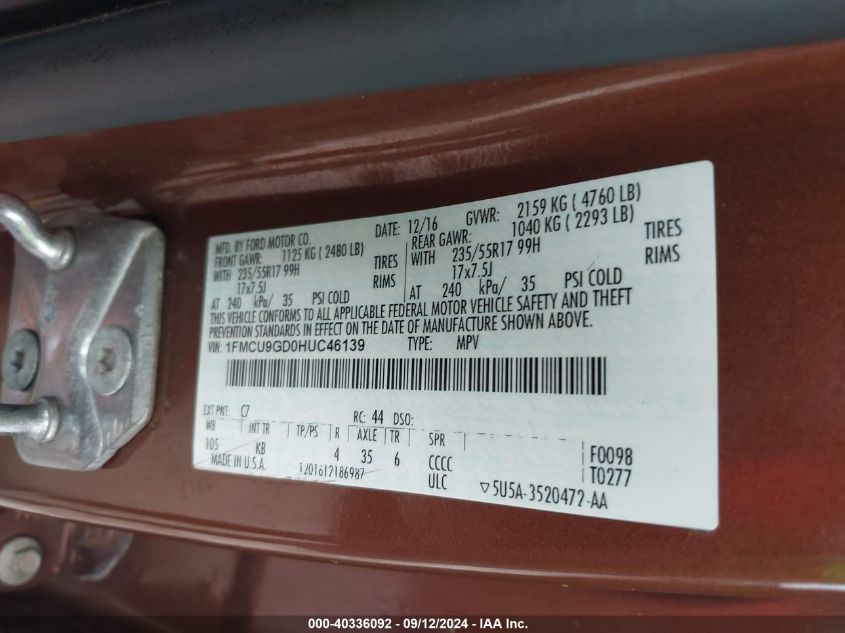 MFD. BY FORD MOTOR CO. DATE: 12/16 GVWR: 2159 KG ( 4760 LB)
FRONT GAWR: 1125 KG ( 2480 LB) REAR GAWR: 1040 KG ( 2293 LB)
WITH 235/55R17 99H TIRES WITH 235/55R17 99H TIRES
17x7.5J RIMS 17x7.5J RIMS
AT 240 kPa/ 35 PSI COLD AT 240 kPa/ 35 PSI COLD
THIS VEHICLE CONFORMS TO ALL APPLICABLE FEDERAL MOTOR VEHICLE SAFETY AND THEFT
PREVENTION STANDARDS IN EFFECT ON THE DATE OF MANUFACTURE SHOWN ABOVE.
VIN: 1FMCU9GD0HUC46139 TYPE: MPV
EXT PNT: C7 RC: 44 DSO:
WB INT TR TP/PS R AXLE TR SPR
105 KB 4 35 6 CCCC F0098
MADE IN U.S.A. 1201612186987 ULC T0277
▽5U5A-3520472-AA
000-40336092 - 09/12/2024 - IAA, Inc.